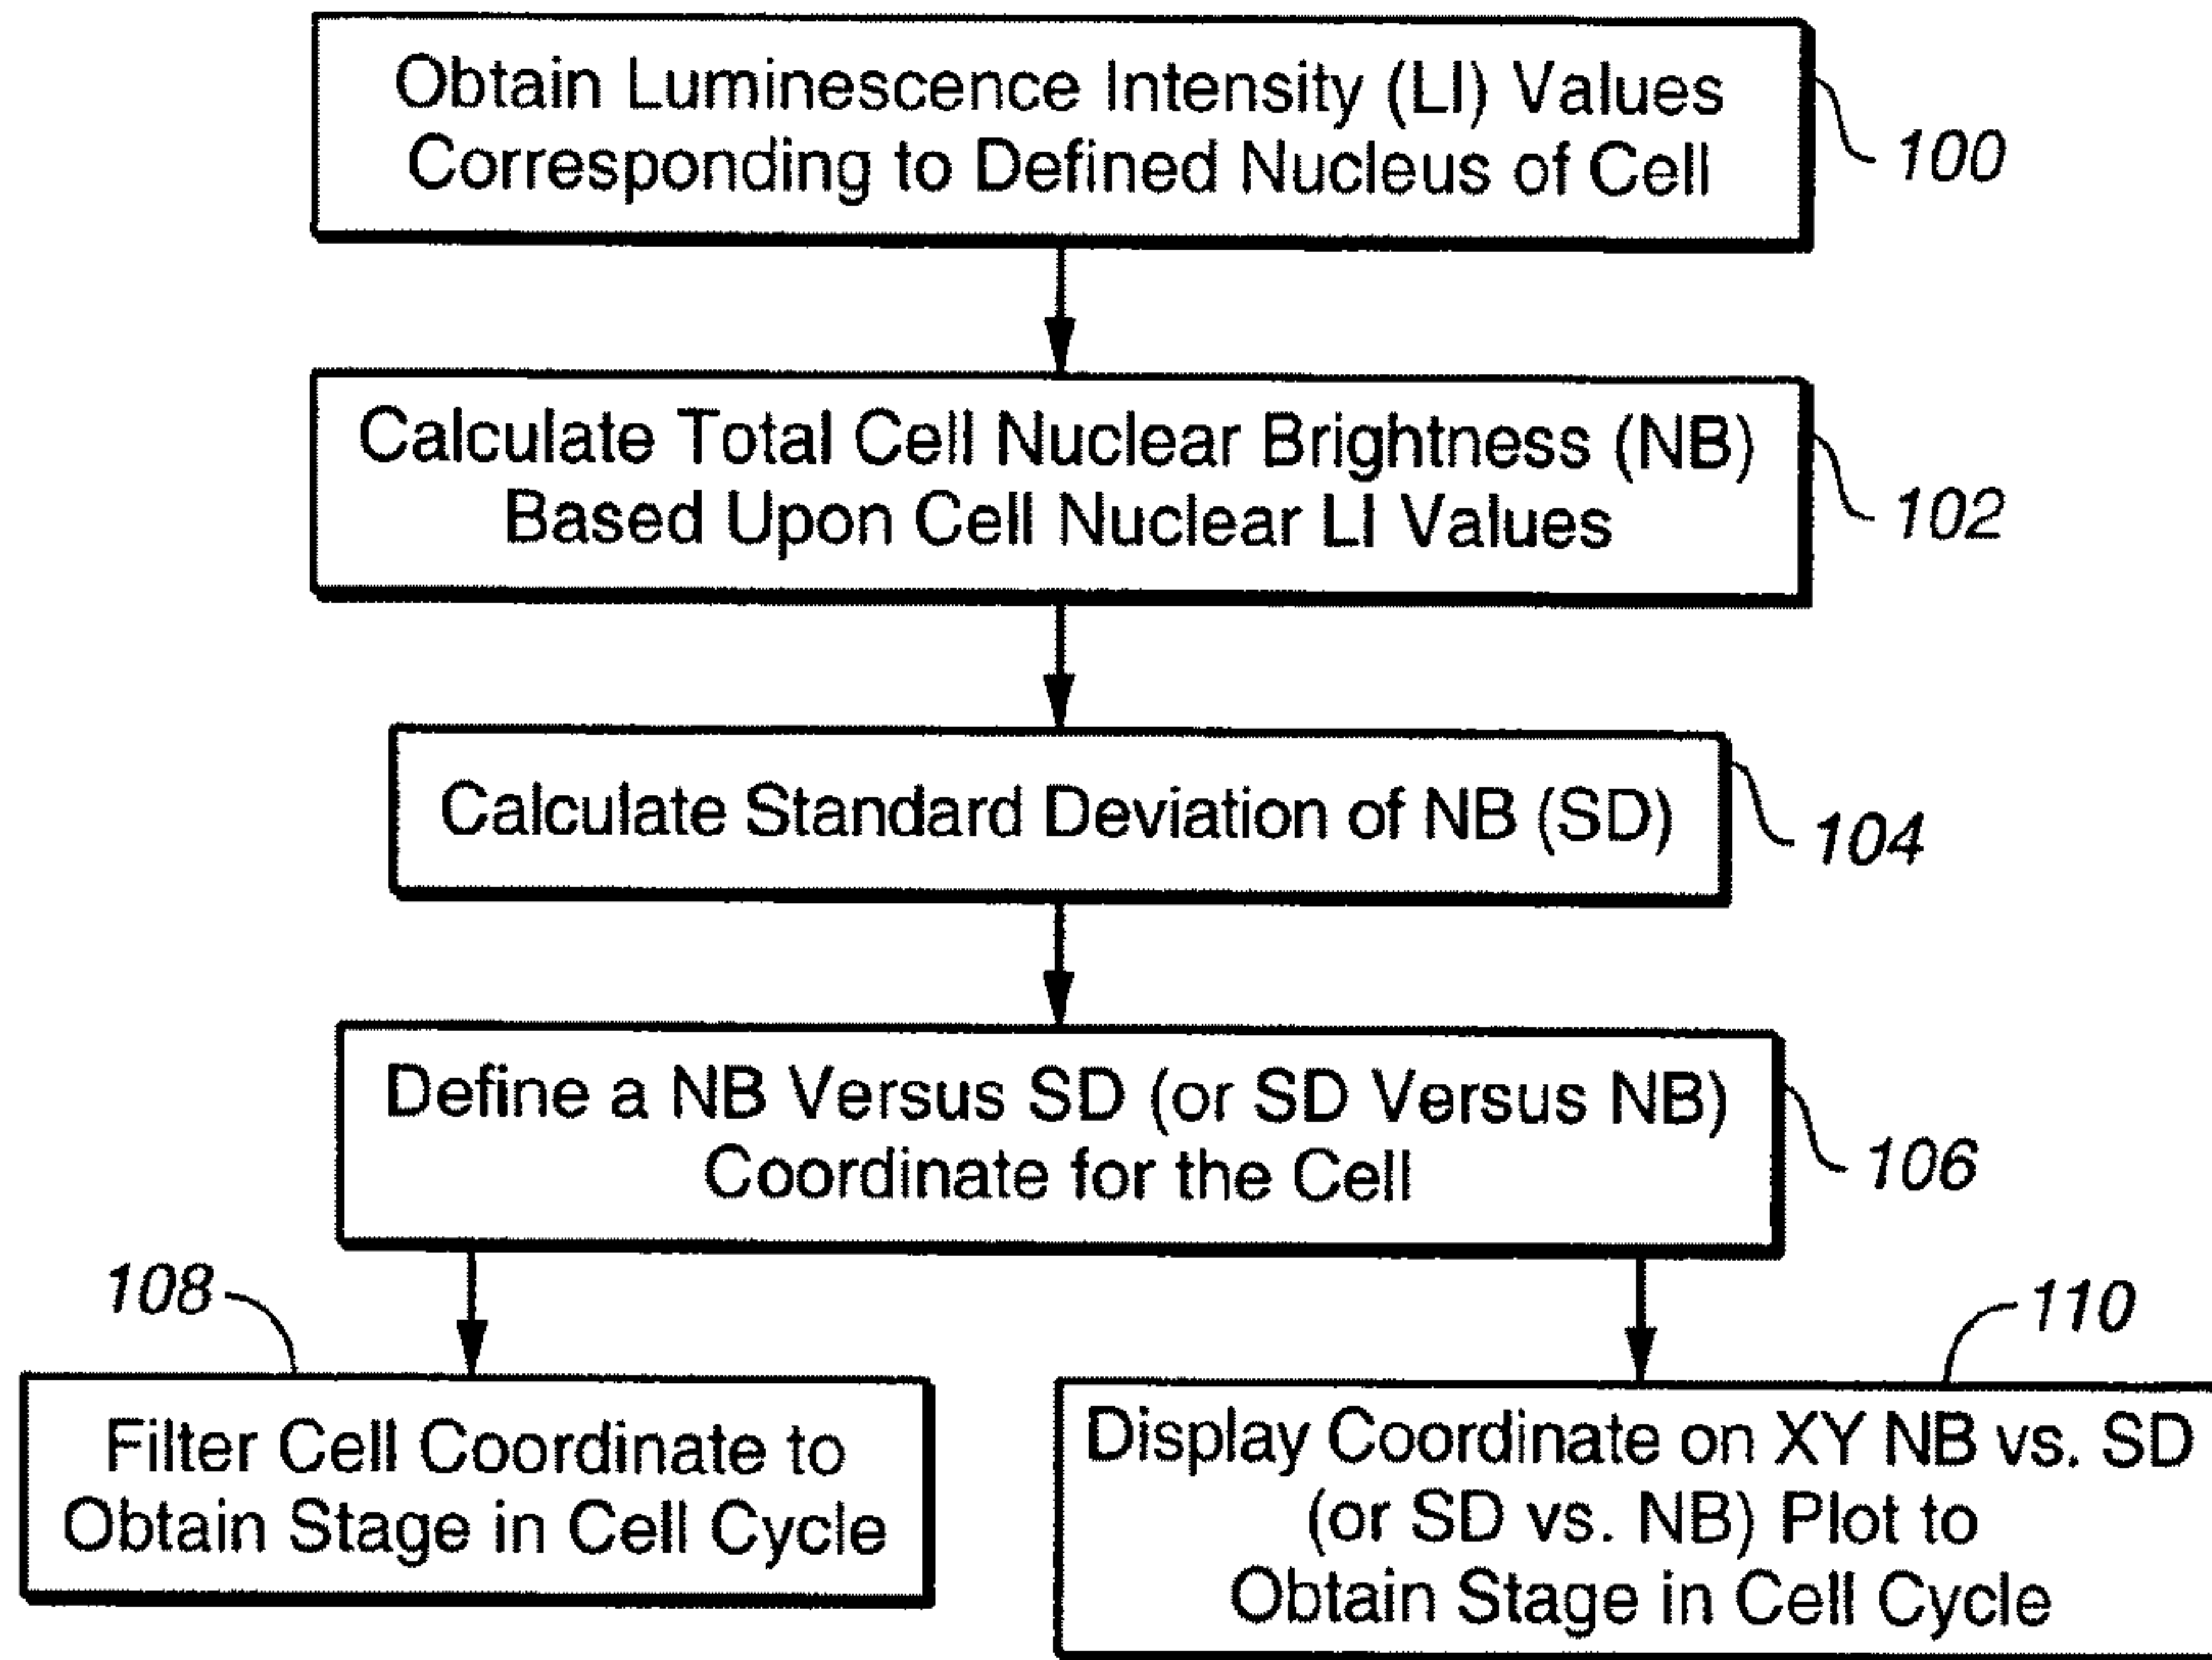 Obtain Luminescence Intensity (LI) Values
Corresponding to Defined Nucleus of Cell
100
Calculate Total Cell Nuclear Brightness (NB)
Based Upon Cell Nuclear LI Values
102
Calculate Standard Deviation of NB (SD)
104
Define a NB Versus SD (or SD Versus NB)
Coordinate for the Cell
106
108
Filter Cell Coordinate to
Obtain Stage in Cell Cycle
110
Display Coordinate on XY NB vs. SD
(or SD vs. NB) Plot to
Obtain Stage in Cell Cycle